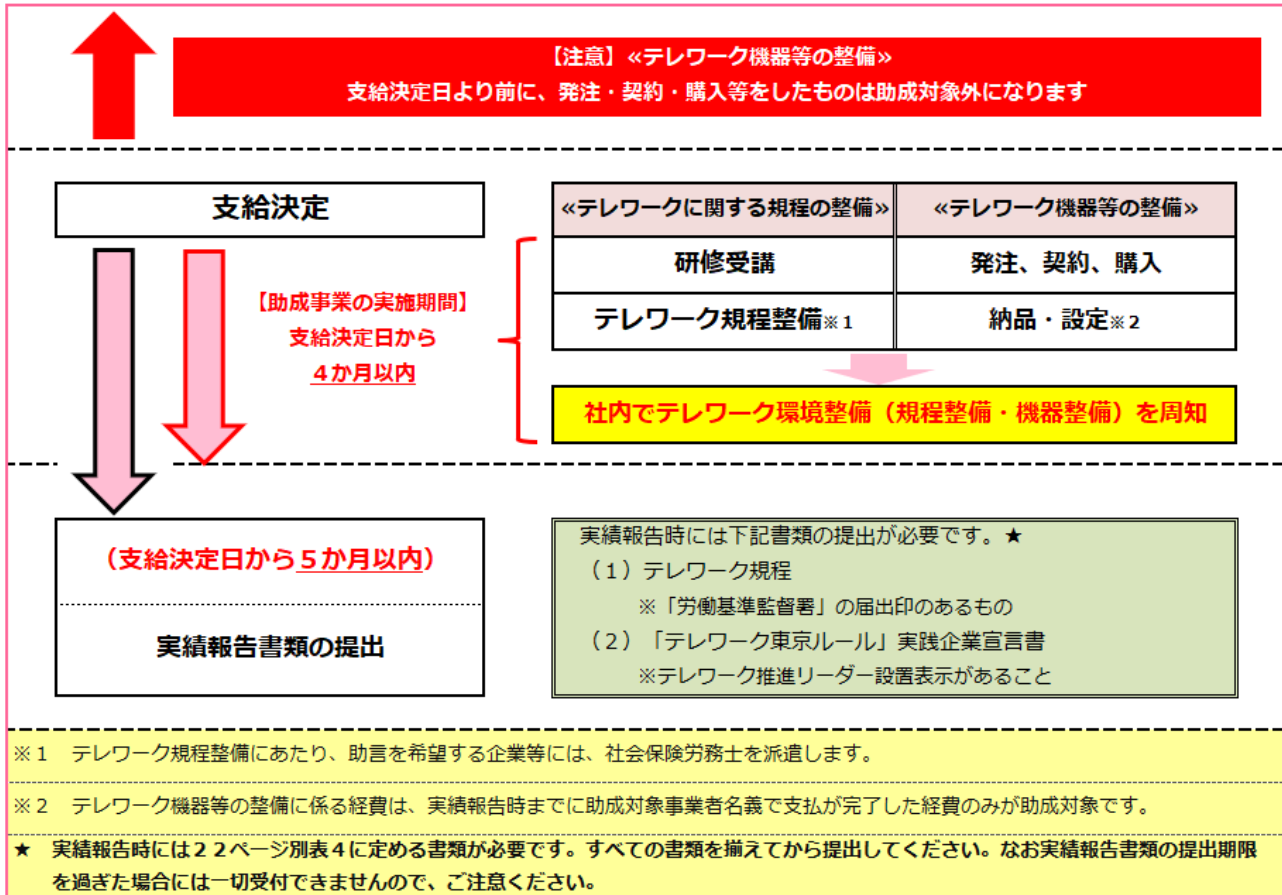 【注意】≪テレワーク機器等の整備≫
支給決定日より前に、発注・契約・購入等をしたものは助成対象外になります
支給決定
【助成事業の実施期間】
支給決定日から
４か月以内
≪テレワークに関する規程の整備≫
≪テレワーク機器等の整備≫
研修受講
発注、契約、購入
テレワーク規程整備※1
納品・設定※2
社内でテレワーク環境整備（規程整備・機器整備）を周知
（支給決定日から５か月以内）
実績報告書類の提出
実績報告時には下記書類の提出が必要です。★
（１）テレワーク規程
※「労働基準監督署」の届出印のあるもの
（２）「テレワーク東京ルール」実践企業宣言書
※テレワーク推進リーダー設置表示があること
※１　テレワーク規程整備にあたり、助言を希望する企業等には、社会保険労務士を派遣します。
※２　テレワーク機器等の整備に係る経費は、実績報告時までに助成対象事業者名義で支払が完了した経費のみが助成対象です。
★　実績報告時には２２ページ別表４に定める書類が必要です。すべての書類を揃えてから提出してください。なお実績報告書類の提出期限
を過ぎた場合には一切受付できませんので、ご注意ください。